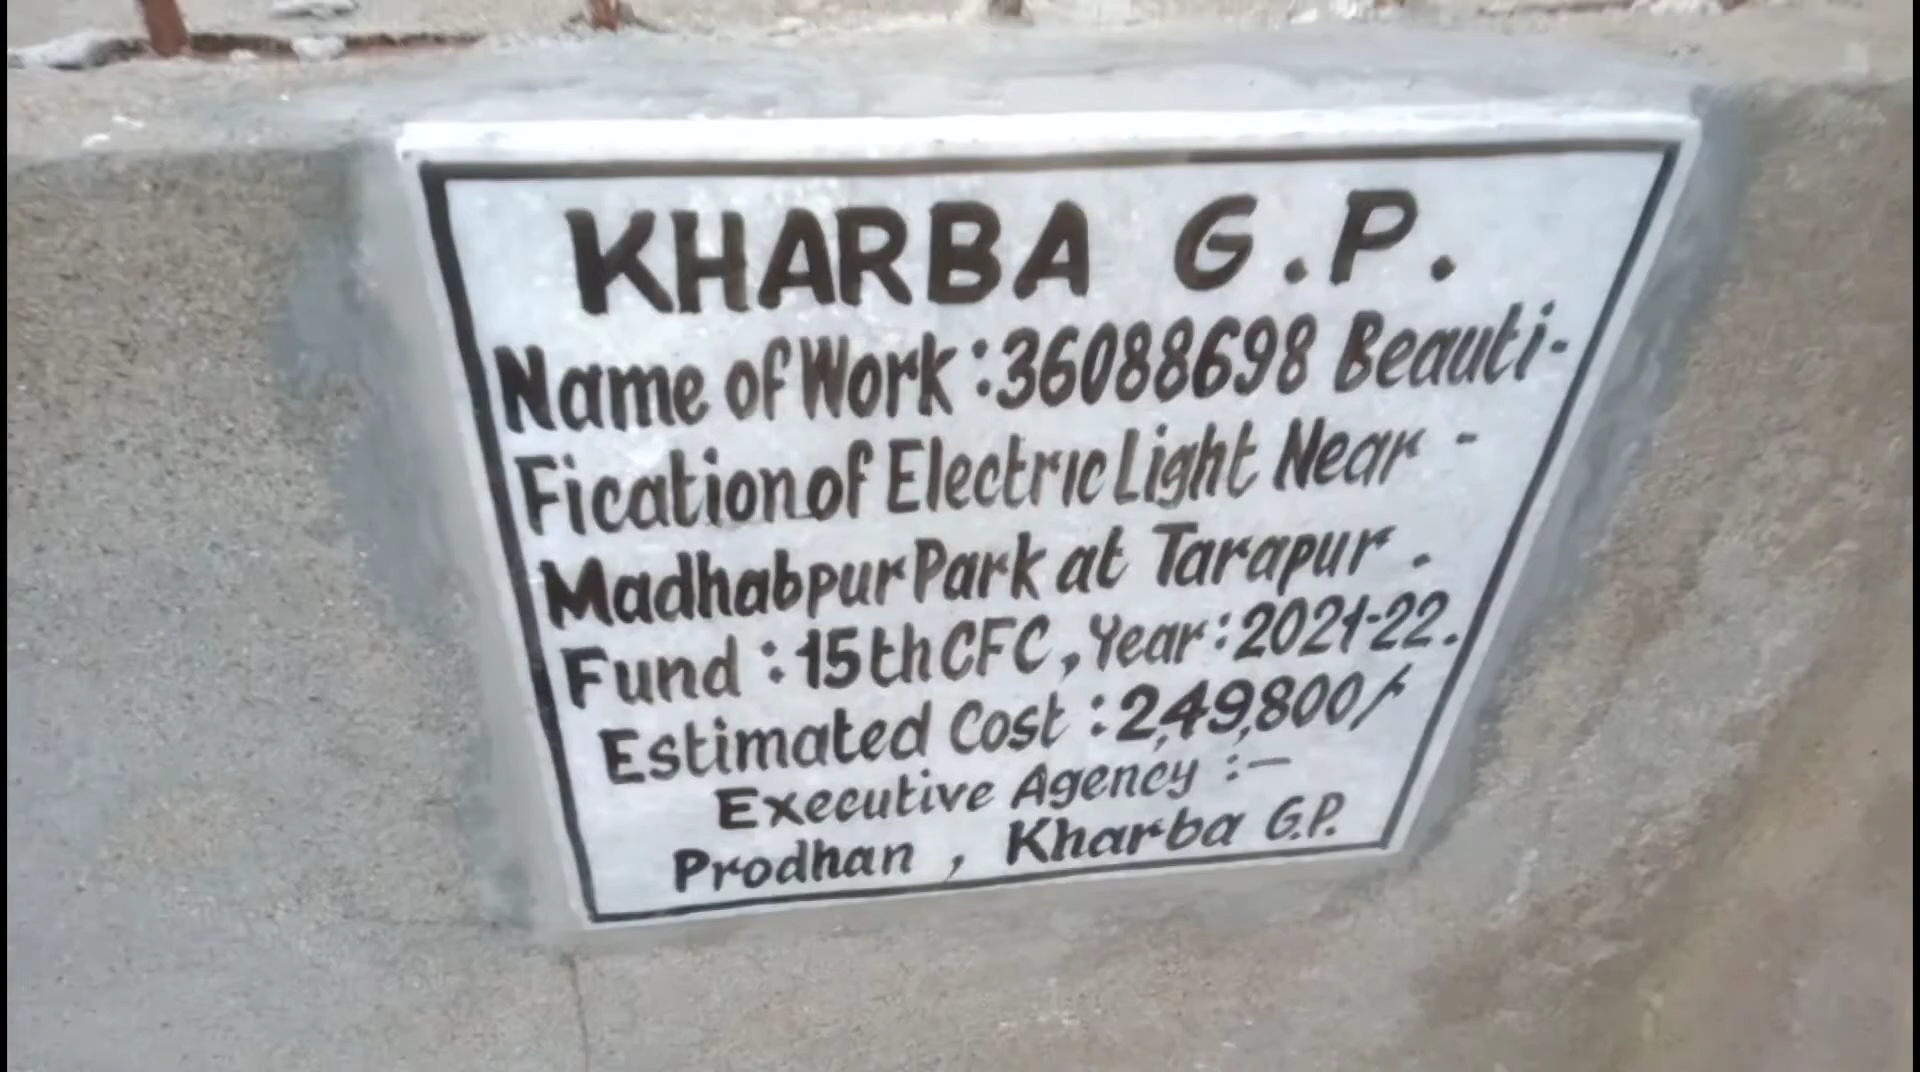 KHARBA G.P.
Name of Work : 36088698 Beauti-
Fication of Electric Light Near -
Madhabpur Park at Tarapur .
Fund : 15th CFC, Year : 2021-22.
Estimated Cost : 2,49,800/-
Executive Agency :-
Prodhan , Kharba G.P.